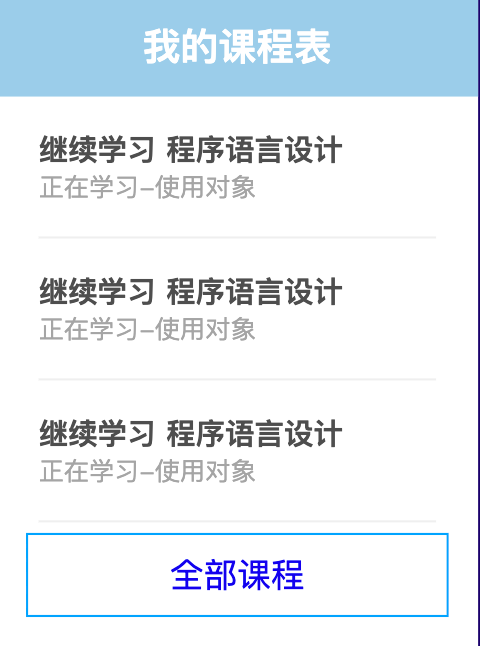 我的课程表
继续学习 程序语言设计
正在学习-使用对象
继续学习 程序语言设计
正在学习-使用对象
继续学习 程序语言设计
正在学习-使用对象
全部课程